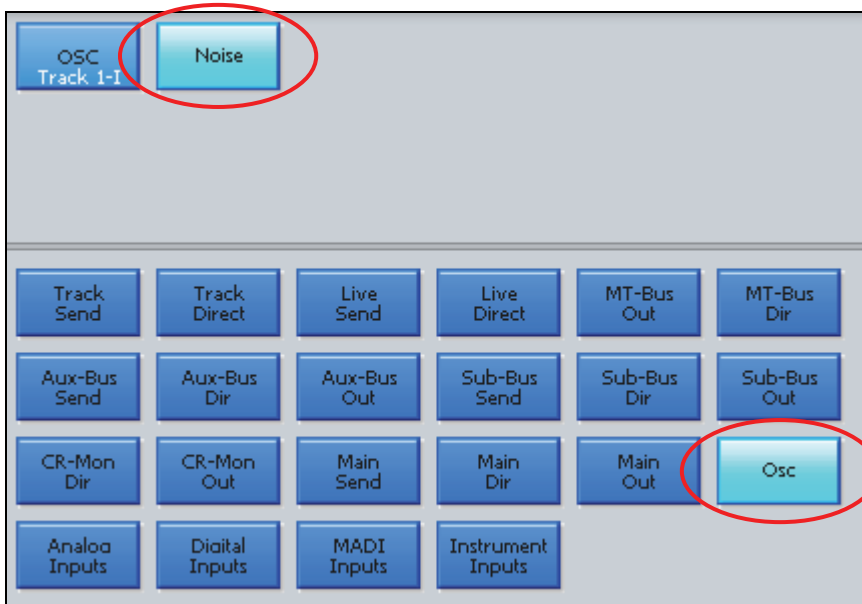 OSC
Track 1-I
Noise
Track
Send
Track
Direct
Live
Send
Live
Direct
MT-Bus
Out
MT-Bus
Dir
Aux-Bus
Send
Aux-Bus
Dir
Aux-Bus
Out
Sub-Bus
Send
Sub-Bus
Dir
Sub-Bus
Out
CR-Mon
Dir
CR-Mon
Out
Main
Send
Main
Dir
Main
Out
Osc
Analog
Inputs
Digital
Inputs
MADI
Inputs
Instrument
Inputs